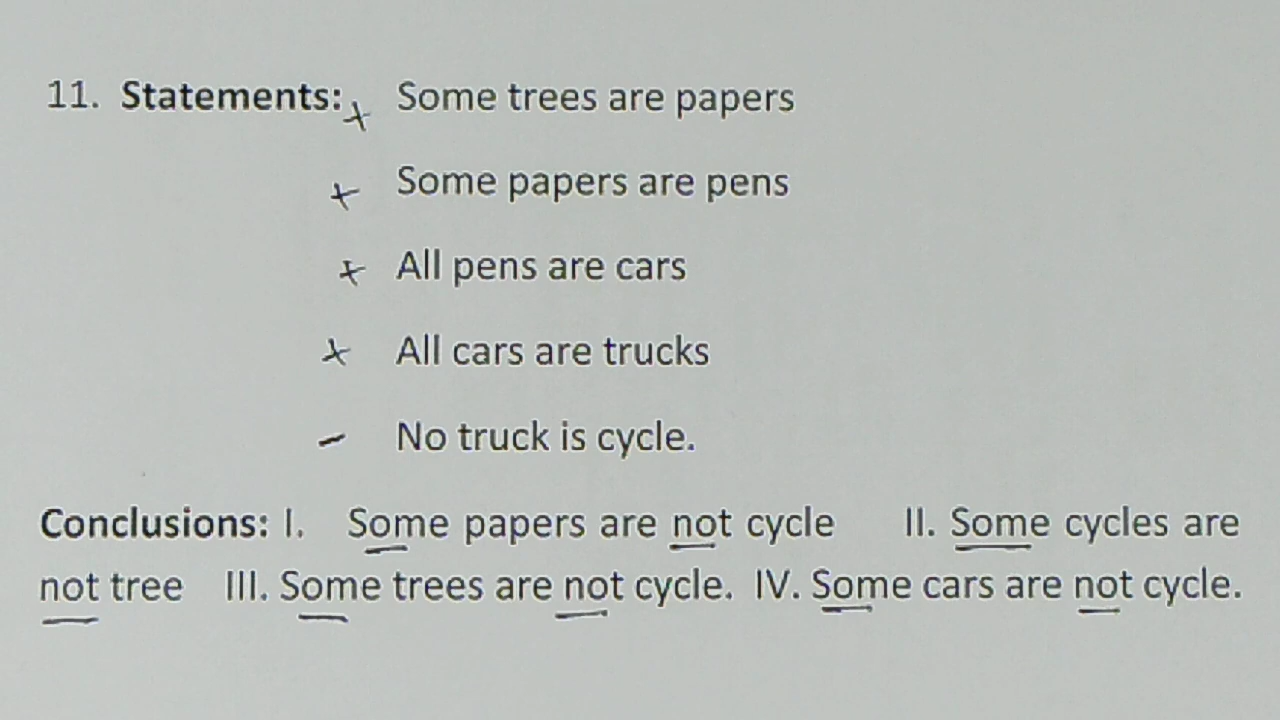 11. Statements: Some trees are papers
Some papers are pens
All pens are cars
All cars are trucks
No truck is cycle.
Conclusions: I. Some papers are not cycle II. Some cycles are
not tree III. Some trees are not cycle. IV. Some cars are not cycle.